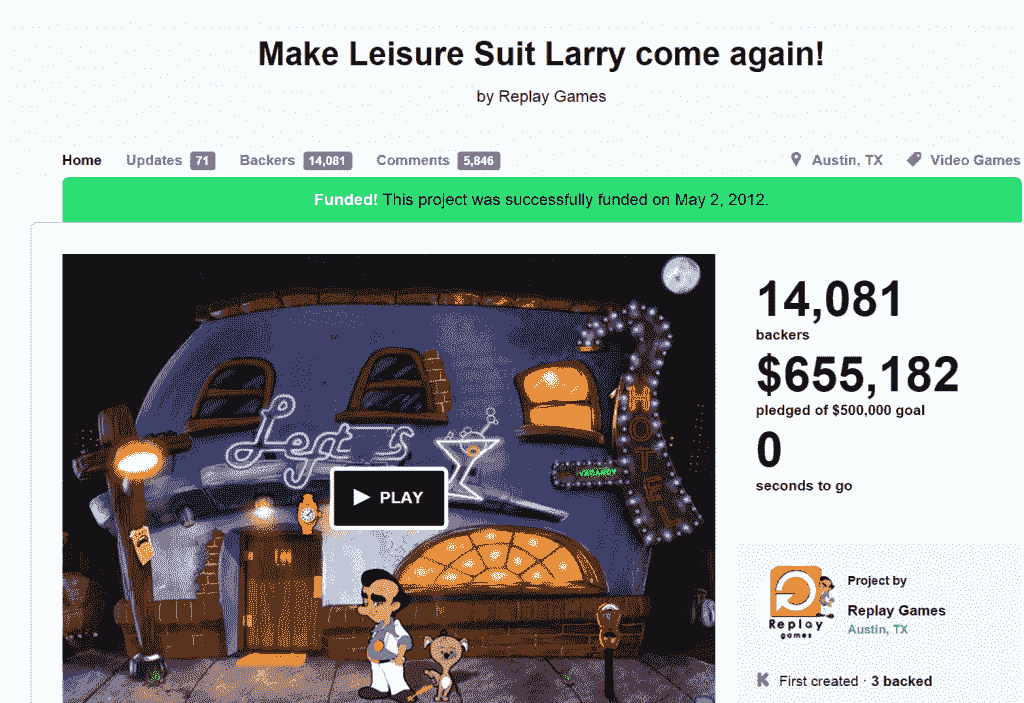 Make Leisure Suit Larry come again!
by Replay Games
Home Updates 71 Backers 14,081 Comments 5,846 Austin, TX Video Games
Funded! This project was successfully funded on May 2, 2012.
14,081
backers
$655,182
pledged of $500,000 goal
0
seconds to go
Left's
HOTEL
VACANCY
PLAY
Project by
Replay Games
Austin, TX
Replay
games
K First created · 3 backed